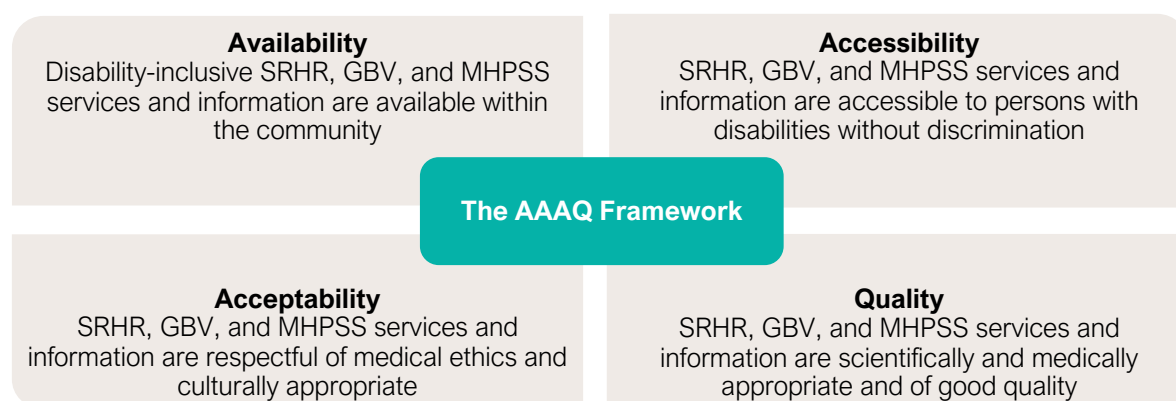 Availability
Disability-inclusive SRHR, GBV, and MHPSS
services and information are available within
the community
Accessibility
SRHR, GBV, and MHPSS services and
information are accessible to persons with
disabilities without discrimination
The AAAQ Framework
Acceptability
SRHR, GBV, and MHPSS services and
information are respectful of medical ethics and
culturally appropriate
Quality
SRHR, GBV, and MHPSS services and
information are scientifically and medically
appropriate and of good quality